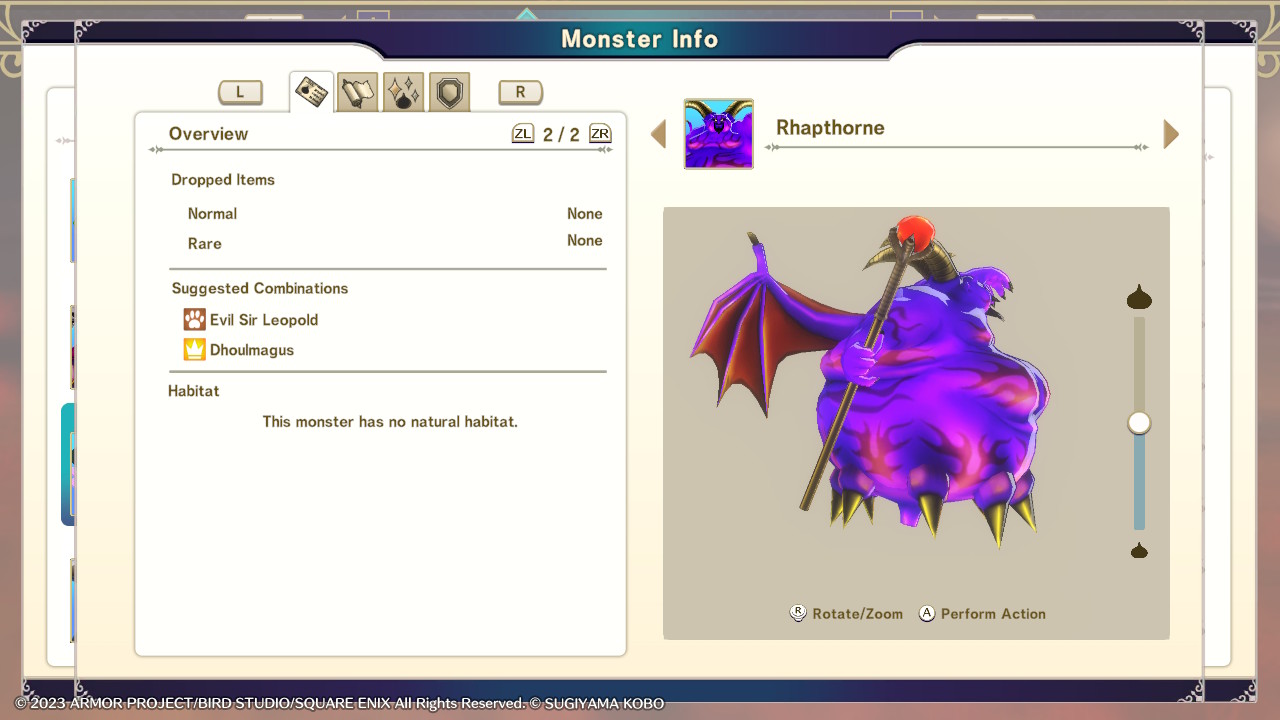 Monster Info
L
R
Overview
ZL 2 / 2 ZR
Dropped Items
Normal None
Rare None
Suggested Combinations
Evil Sir Leopold
Dhoulmagus
Habitat
This monster has no natural habitat.
Rhapthorne
R Rotate/Zoom A Perform Action
© 2023 ARMOR PROJECT/BIRD STUDIO/SQUARE ENIX All Rights Reserved. © SUGIYAMA KOBO